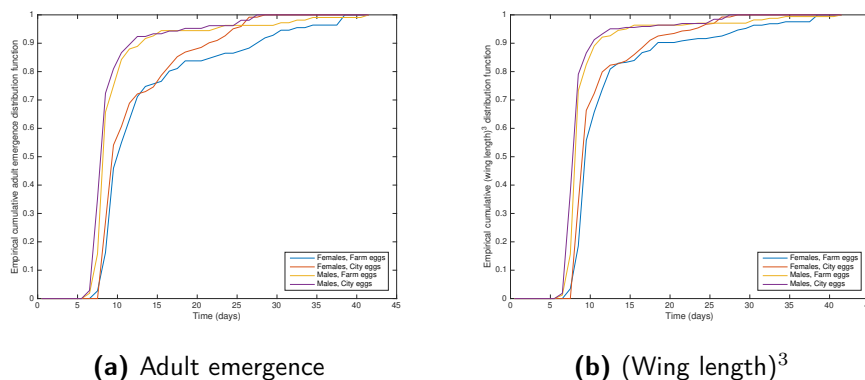 Empirical cumulative adult emergence distribution function
1
0.9
0.8
0.7
0.6
0.5
0.4
0.3
0.2
0.1
0
0 5 10 15 20 25 30 35 40 45
Time (days)
Females, Farm eggs
Females, City eggs
Males, Farm eggs
Males, City eggs
(a) Adult emergence
Empirical cumulative (wing length)³ distribution function
1
0.9
0.8
0.7
0.6
0.5
0.4
0.3
0.2
0.1
0
0 5 10 15 20 25 30 35 40
Time (days)
Females, Farm eggs
Females, City eggs
Males, Farm eggs
Males, City eggs
(b) (Wing length)³